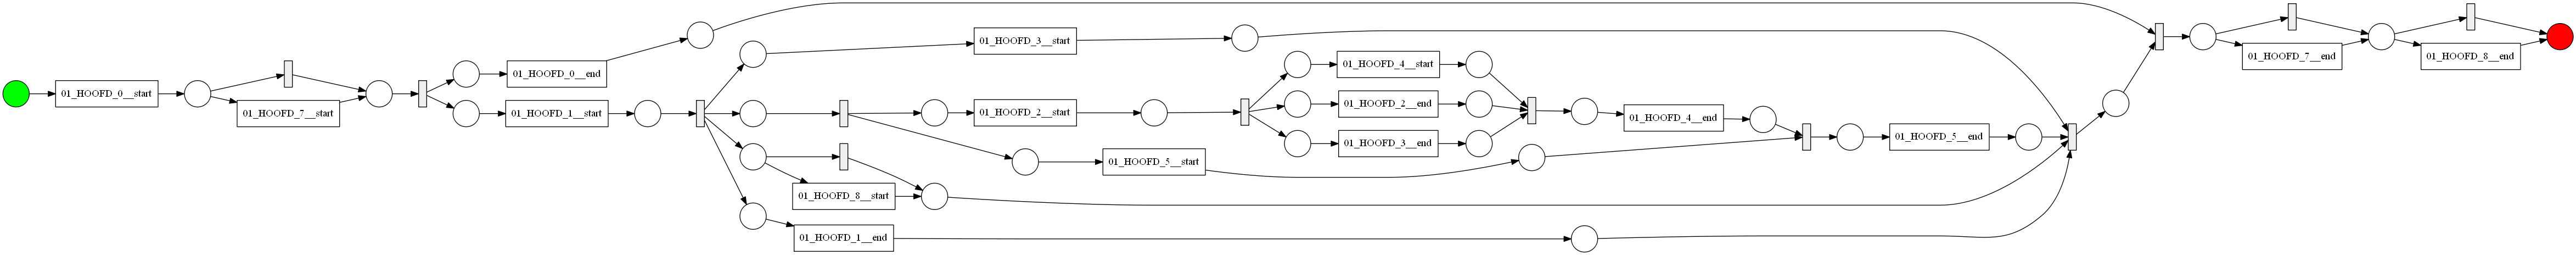 01_HOOFD_0__start
01_HOOFD_7__start
01_HOOFD_0__end
01_HOOFD_1__start
01_HOOFD_3__start
01_HOOFD_2__start
01_HOOFD_5__start
01_HOOFD_8__start
01_HOOFD_1__end
01_HOOFD_4__start
01_HOOFD_2__end
01_HOOFD_3__end
01_HOOFD_4__end
01_HOOFD_5__end
01_HOOFD_7__end
01_HOOFD_8__end